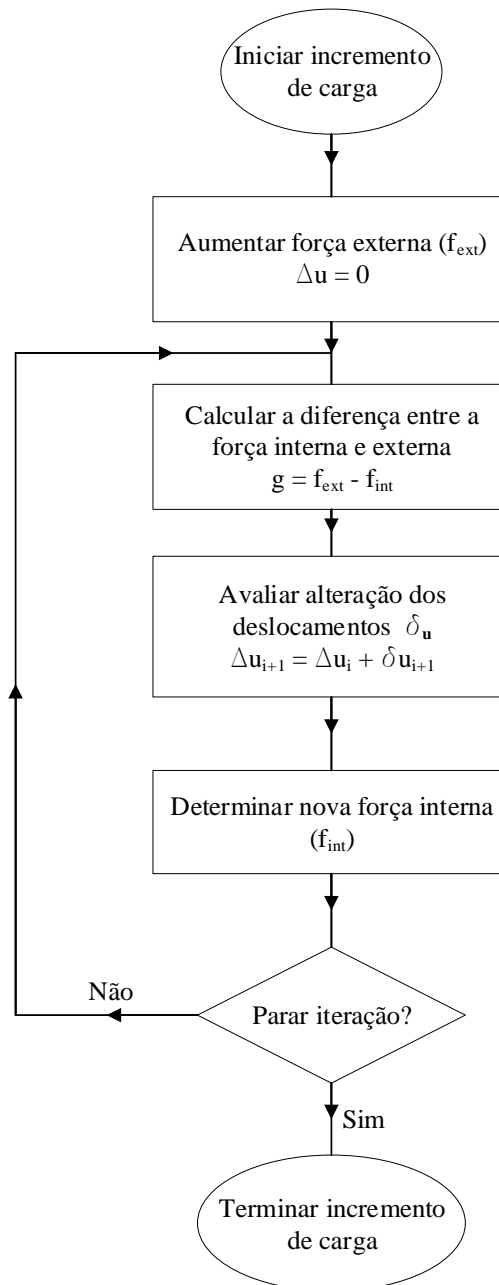 Iniciar incremento
de carga
Aumentar força externa (fext)
Δu = 0
Calcular a diferença entre a
força interna e externa
g = fext - fint
Avaliar alteração dos
deslocamentos δu
Δui+1 = Δui + δui+1
Determinar nova força interna
(fint)
Não
Parar iteração?
Sim
Terminar incremento
de carga